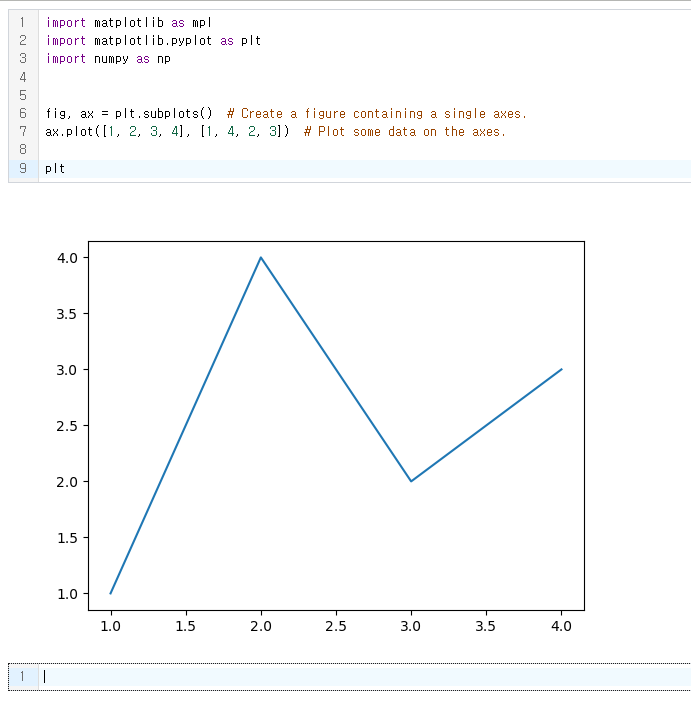 1 import matplotlib as mpl
2 import matplotlib.pyplot as plt
3 import numpy as np
4
5
6 fig, ax = plt.subplots()  # Create a figure containing a single axes.
7 ax.plot([1, 2, 3, 4], [1, 4, 2, 3])  # Plot some data on the axes.
8
9 plt
4.0
3.5
3.0
2.5
2.0
1.5
1.0
1.0 1.5 2.0 2.5 3.0 3.5 4.0
1